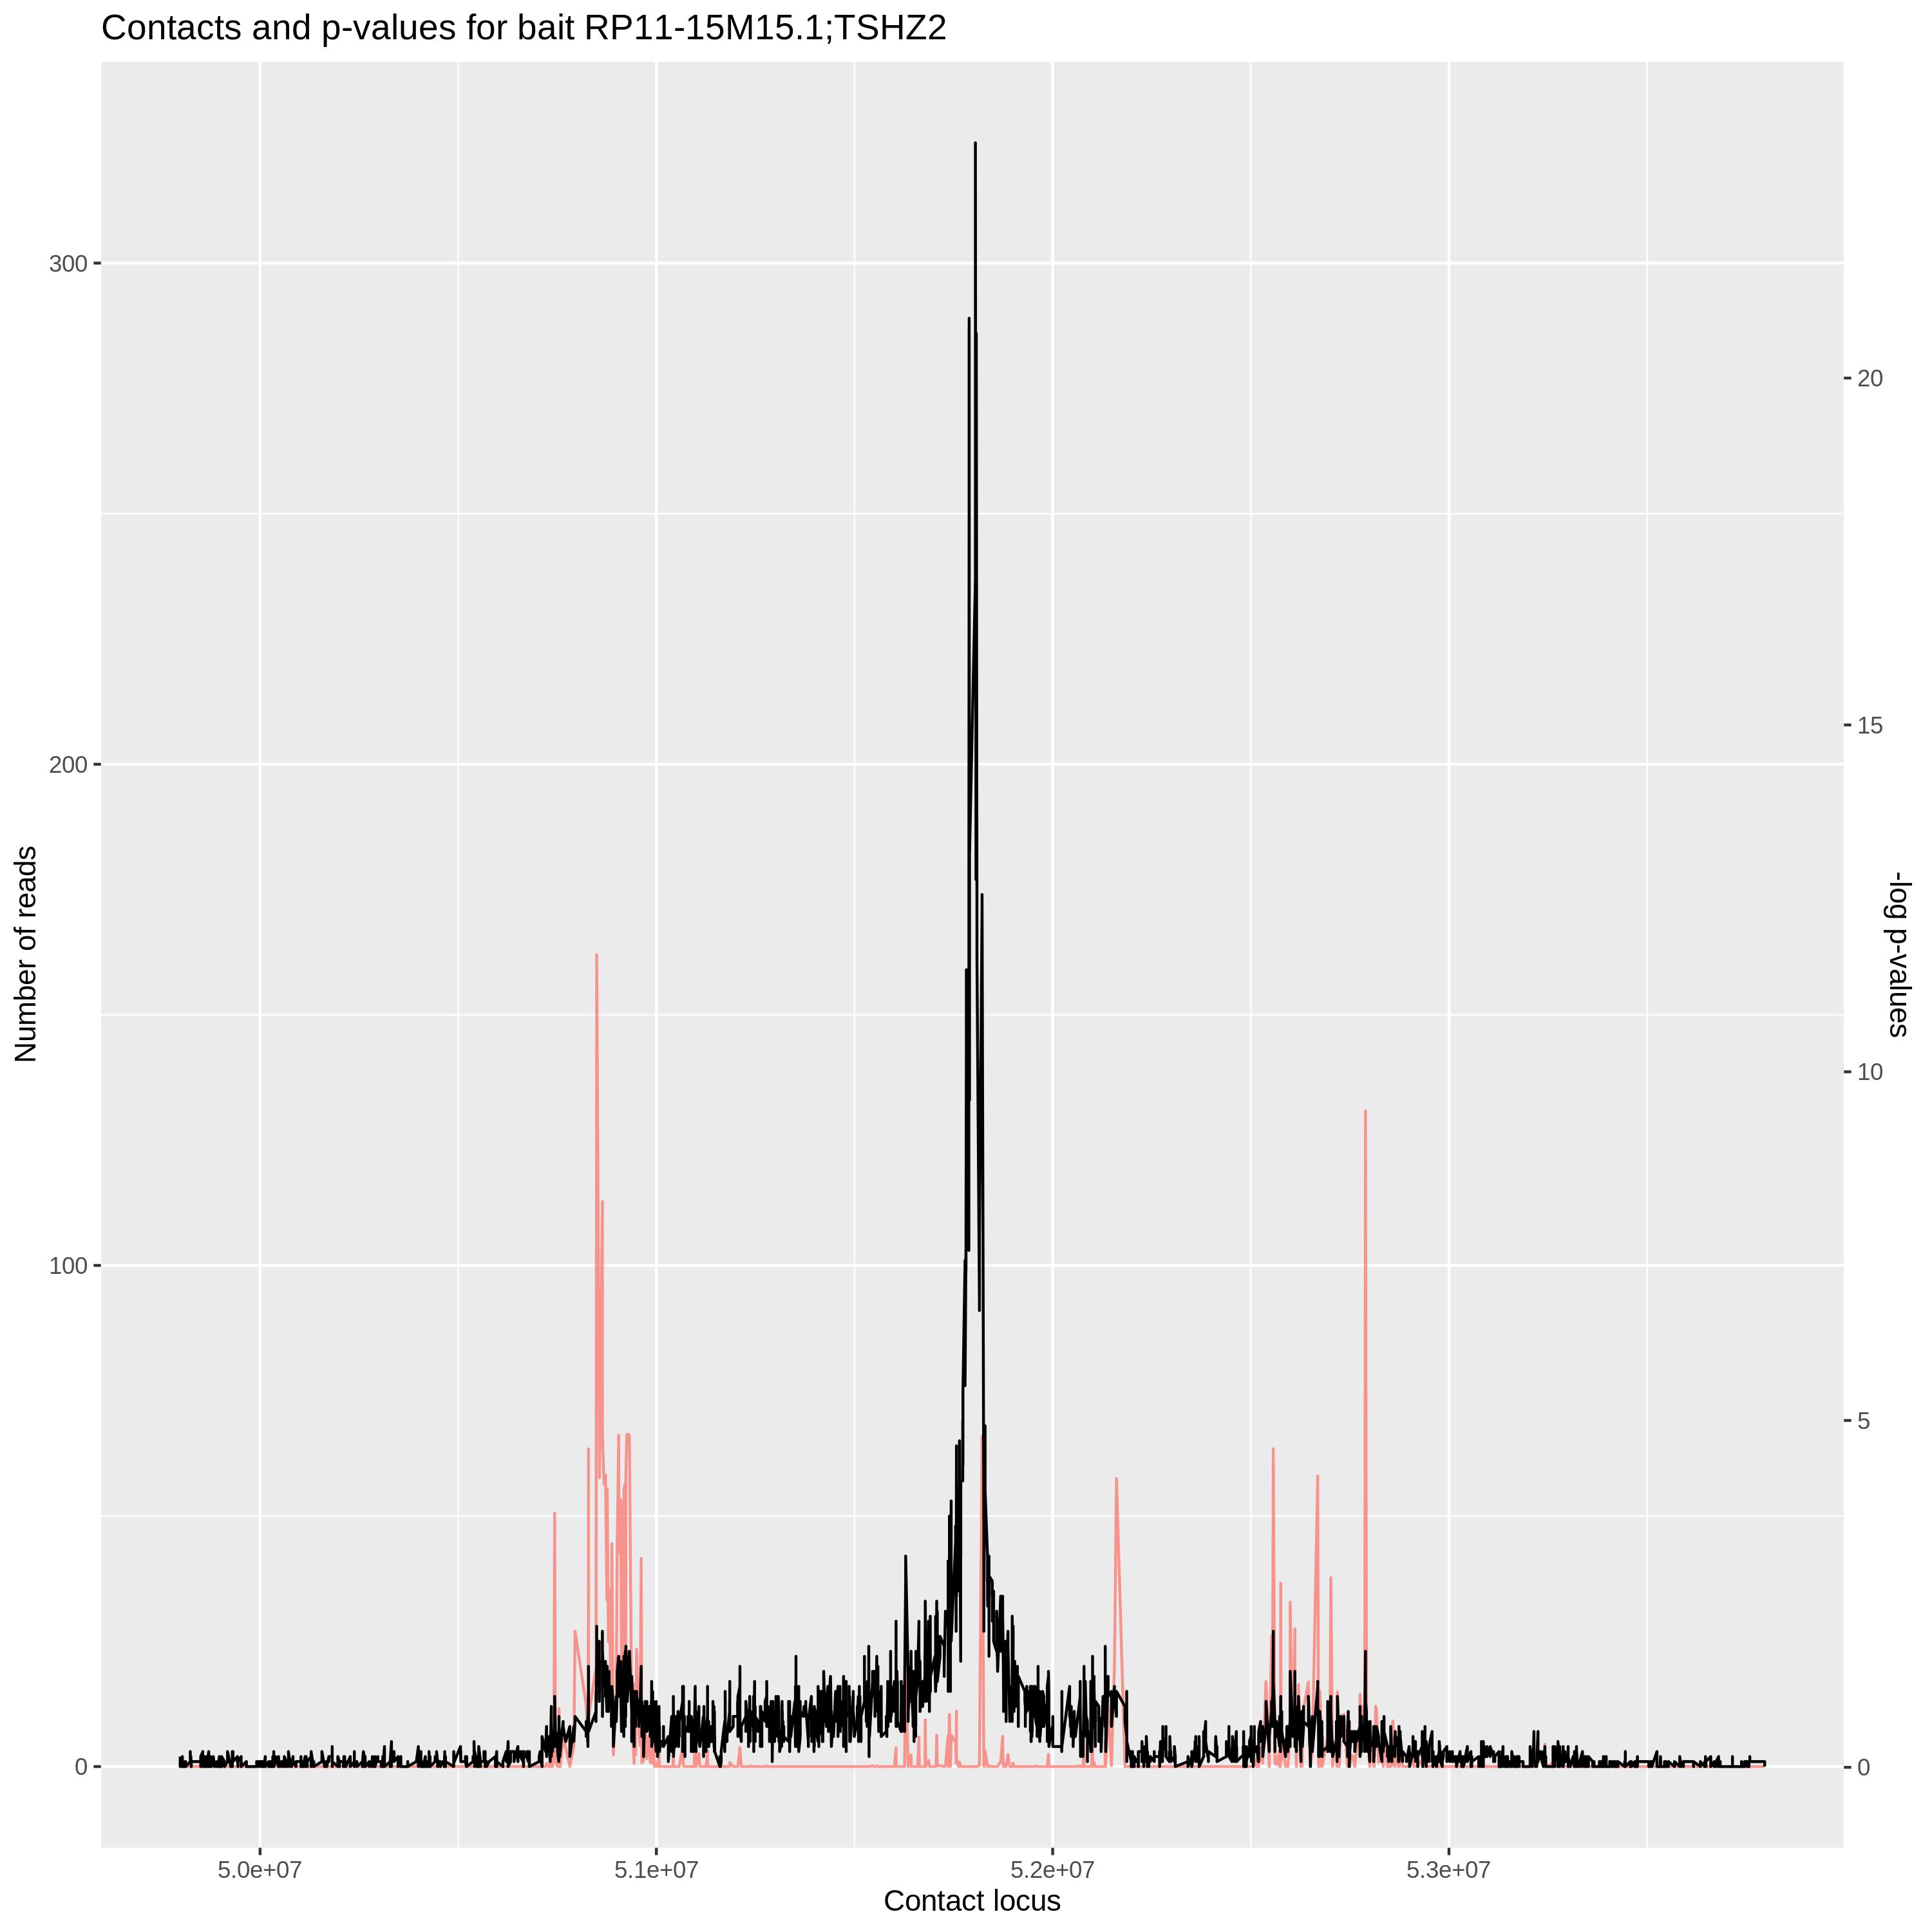 Contacts and p-values for bait RP11-15M15.1;TSHZ2
300
200
100
0
Number of reads
20
15
10
5
0
-log p-values
5.0e+07
5.1e+07
5.2e+07
5.3e+07
Contact locus